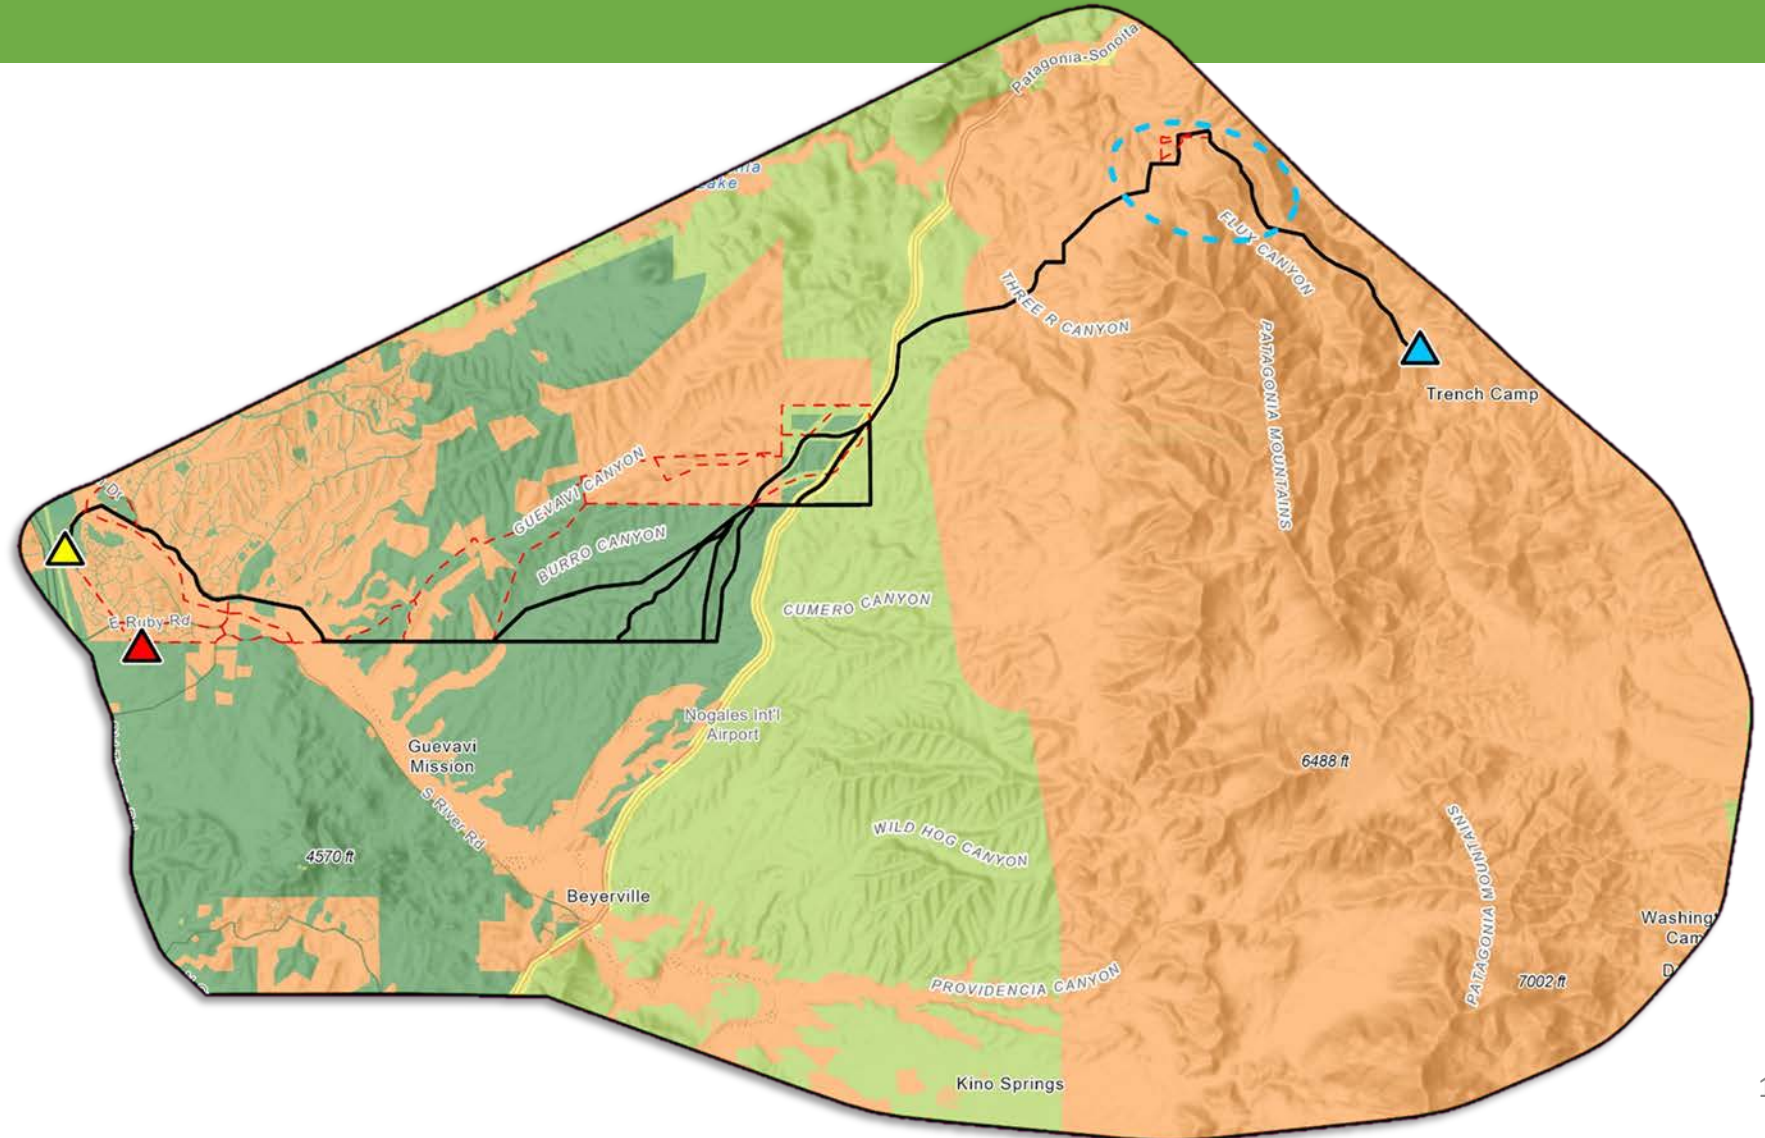 Patagonia-Sonoita
Lake
FLUX CANYON
THREE R CANYON
PATAGONIA MOUNTAINS
Trench Camp
GUEVAVI CANYON
BURRO CANYON
E Ruby Rd
CUMERO CANYON
Nogales Int'l
Airport
Guevavi
Mission
S River Rd
6488 ft
4570 ft
WILD HOG CANYON
PATAGONIA MOUNTAINS
Beyerville
PROVIDENCIA CANYON
7002 ft
Kino Springs